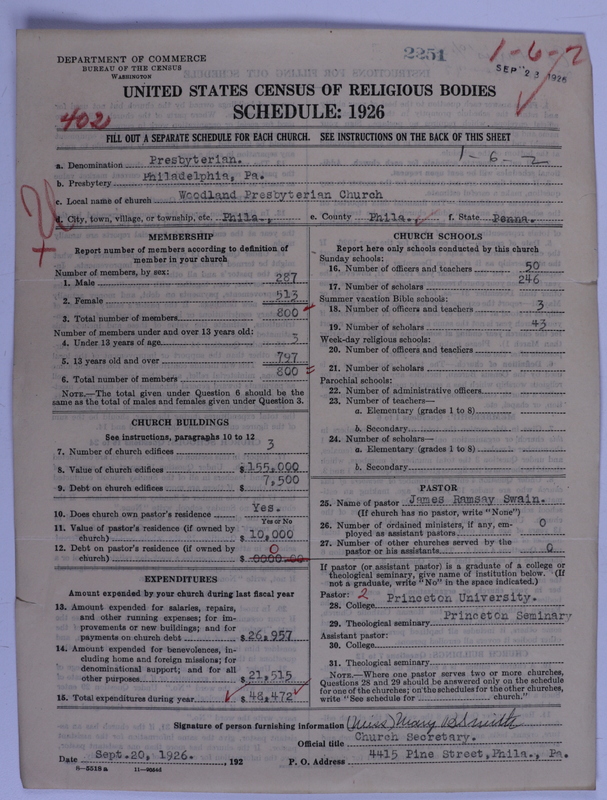 2251
1-6-2
SEP 23 1926
DEPARTMENT OF COMMERCE
BUREAU OF THE CENSUS
WASHINGTON
UNITED STATES CENSUS OF RELIGIOUS BODIES
SCHEDULE: 1926
402
FILL OUT A SEPARATE SCHEDULE FOR EACH CHURCH. SEE INSTRUCTIONS ON THE BACK OF THIS SHEET
1-6-2
a. Denomination Presbyterian.
b. Presbytery Philadelphia, Pa.
c. Local name of church Woodland Presbyterian Church
d. City, town, village, or township, etc. Phila., e. County Phila. f. State Penna.
MEMBERSHIP
Report number of members according to definition of
member in your church
Number of members, by sex:
1. Male 287
2. Female 513
3. Total number of members 800
Number of members under and over 13 years old:
4. Under 13 years of age 3
5. 13 years old and over 797
6. Total number of members 800
NOTE.—The total given under Question 6 should be
same as the total of males and females given under Question 3.
CHURCH BUILDINGS
See instructions, paragraphs 10 to 12
7. Number of church edifices 3
8. Value of church edifices $155,000
9. Debt on church edifices $ 7,500
10. Does church own pastor's residence Yes.
Yes or No
11. Value of pastor's residence (if owned by
church) $ 10,000
12. Debt on pastor's residence (if owned by 0
church) $ 0000.00
EXPENDITURES
Amount expended by your church during last fiscal year
13. Amount expended for salaries, repairs,
and other running expenses; for im-
provements or new buildings; and for
payments on church debt $ 26,957
14. Amount expended for benevolences, in-
cluding home and foreign missions; for
denominational support; and for all
other purposes $ 21,515
15. Total expenditures during year $ 48,472
CHURCH SCHOOLS
Report here only schools conducted by this church
Sunday schools:
16. Number of officers and teachers 50
17. Number of scholars 246
Summer vacation Bible schools:
18. Number of officers and teachers 3
19. Number of scholars 43
Week-day religious schools:
20. Number of officers and teachers
21. Number of scholars
Parochial schools:
22. Number of administrative officers
23. Number of teachers—
a. Elementary (grades 1 to 8)
b. Secondary
24. Number of scholars—
a. Elementary (grades 1 to 8)
b. Secondary
PASTOR
25. Name of pastor James Ramsay Swain.
(If church has no pastor, write "None")
26. Number of ordained ministers, if any, em-
ployed as assistant pastors 0
27. Number of other churches served by the
pastor or his assistants 0
If pastor (or assistant pastor) is a graduate of a college or
theological seminary, give name of institution below. (If
not a graduate, write "No" in the space indicated.)
Pastor: 2
28. College Princeton University.
29. Theological seminary Princeton Seminary
Assistant pastor:
30. College
31. Theological seminary
NOTE.—Where one pastor serves two or more churches,
Questions 28 and 29 should be answered only on the schedule
for one of the churches; on the schedules for the other churches,
write "See schedule for church."
Signature of person furnishing information (Miss) Mary B. Smith
Official title Church Secretary.
Date Sept. 20, 1926. , 192 P. O. Address 4415 Pine Street, Phila., Pa.
8—5518 a